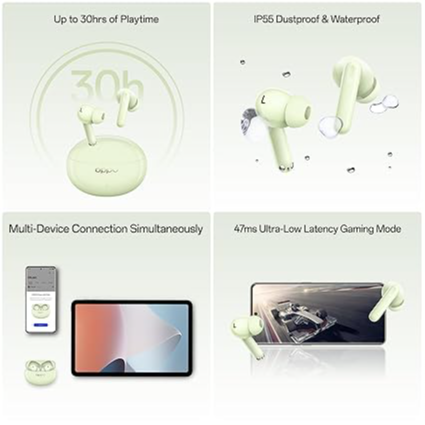 Up to 30hrs of Playtime
30h
oppo
IP55 Dustproof & Waterproof
L
Multi-Device Connection Simultaneously
47ms Ultra-Low Latency Gaming Mode
L